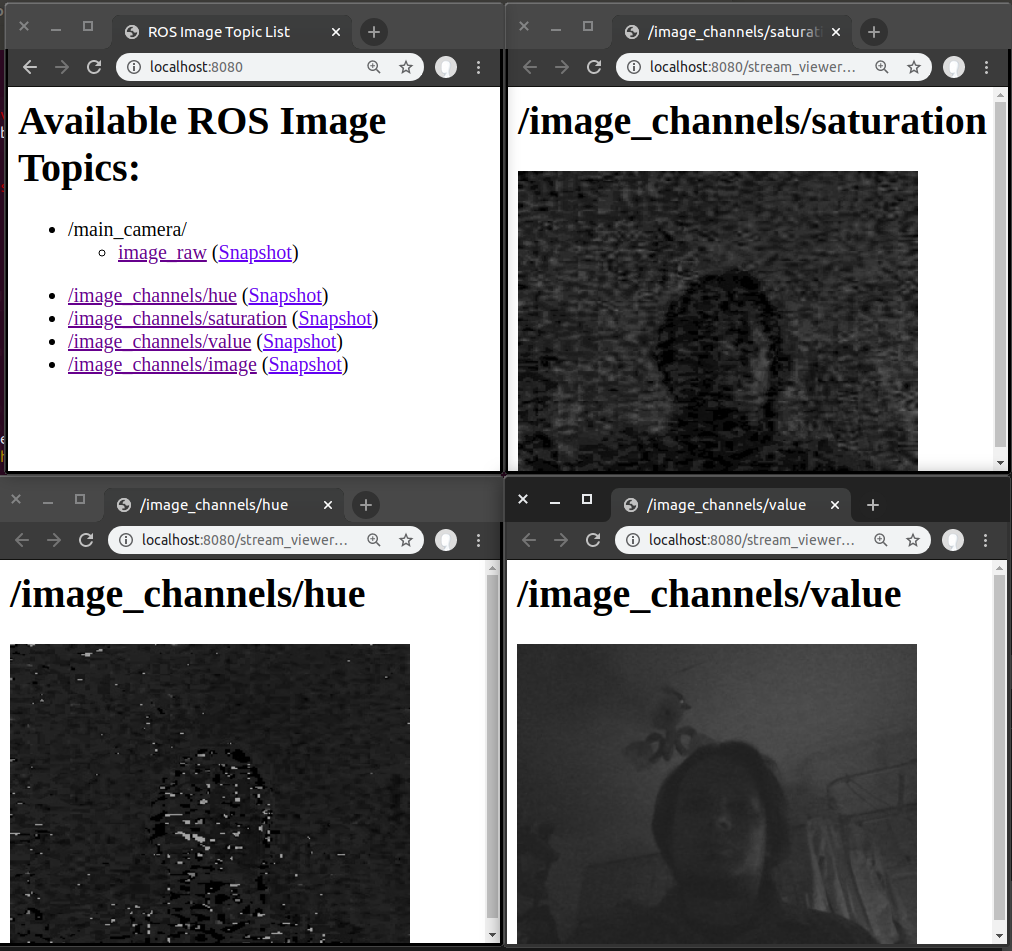 ROS Image Topic List
localhost:8080
Available ROS Image
Topics:
/main_camera/
image_raw (Snapshot)
/image_channels/hue (Snapshot)
/image_channels/saturation (Snapshot)
/image_channels/value (Snapshot)
/image_channels/image (Snapshot)
/image_channels/saturati
localhost:8080/stream_viewer...
/image_channels/saturation
/image_channels/hue
localhost:8080/stream_viewer...
/image_channels/hue
/image_channels/value
localhost:8080/stream_viewer...
/image_channels/value